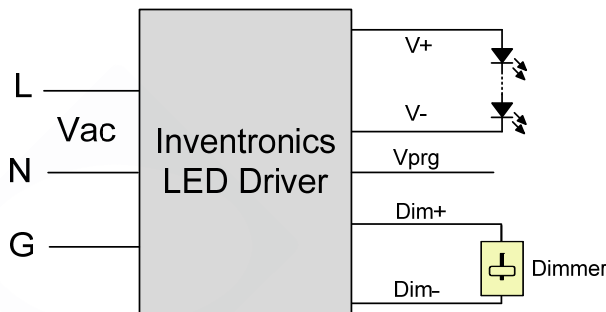 L
Vac
N
G
Inventronics
LED Driver
V+
V-
Vprg
Dim+
Dim-
Dimmer